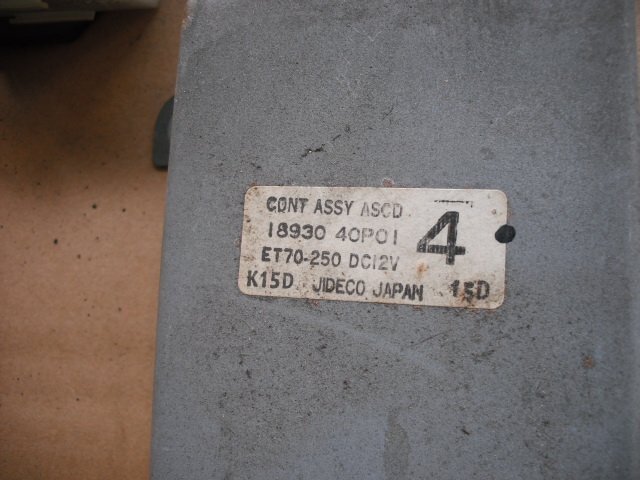 CONT ASSY ASCD
18930 40P01 4
ET70-250 DC12V
K15D JIDECO JAPAN 15D